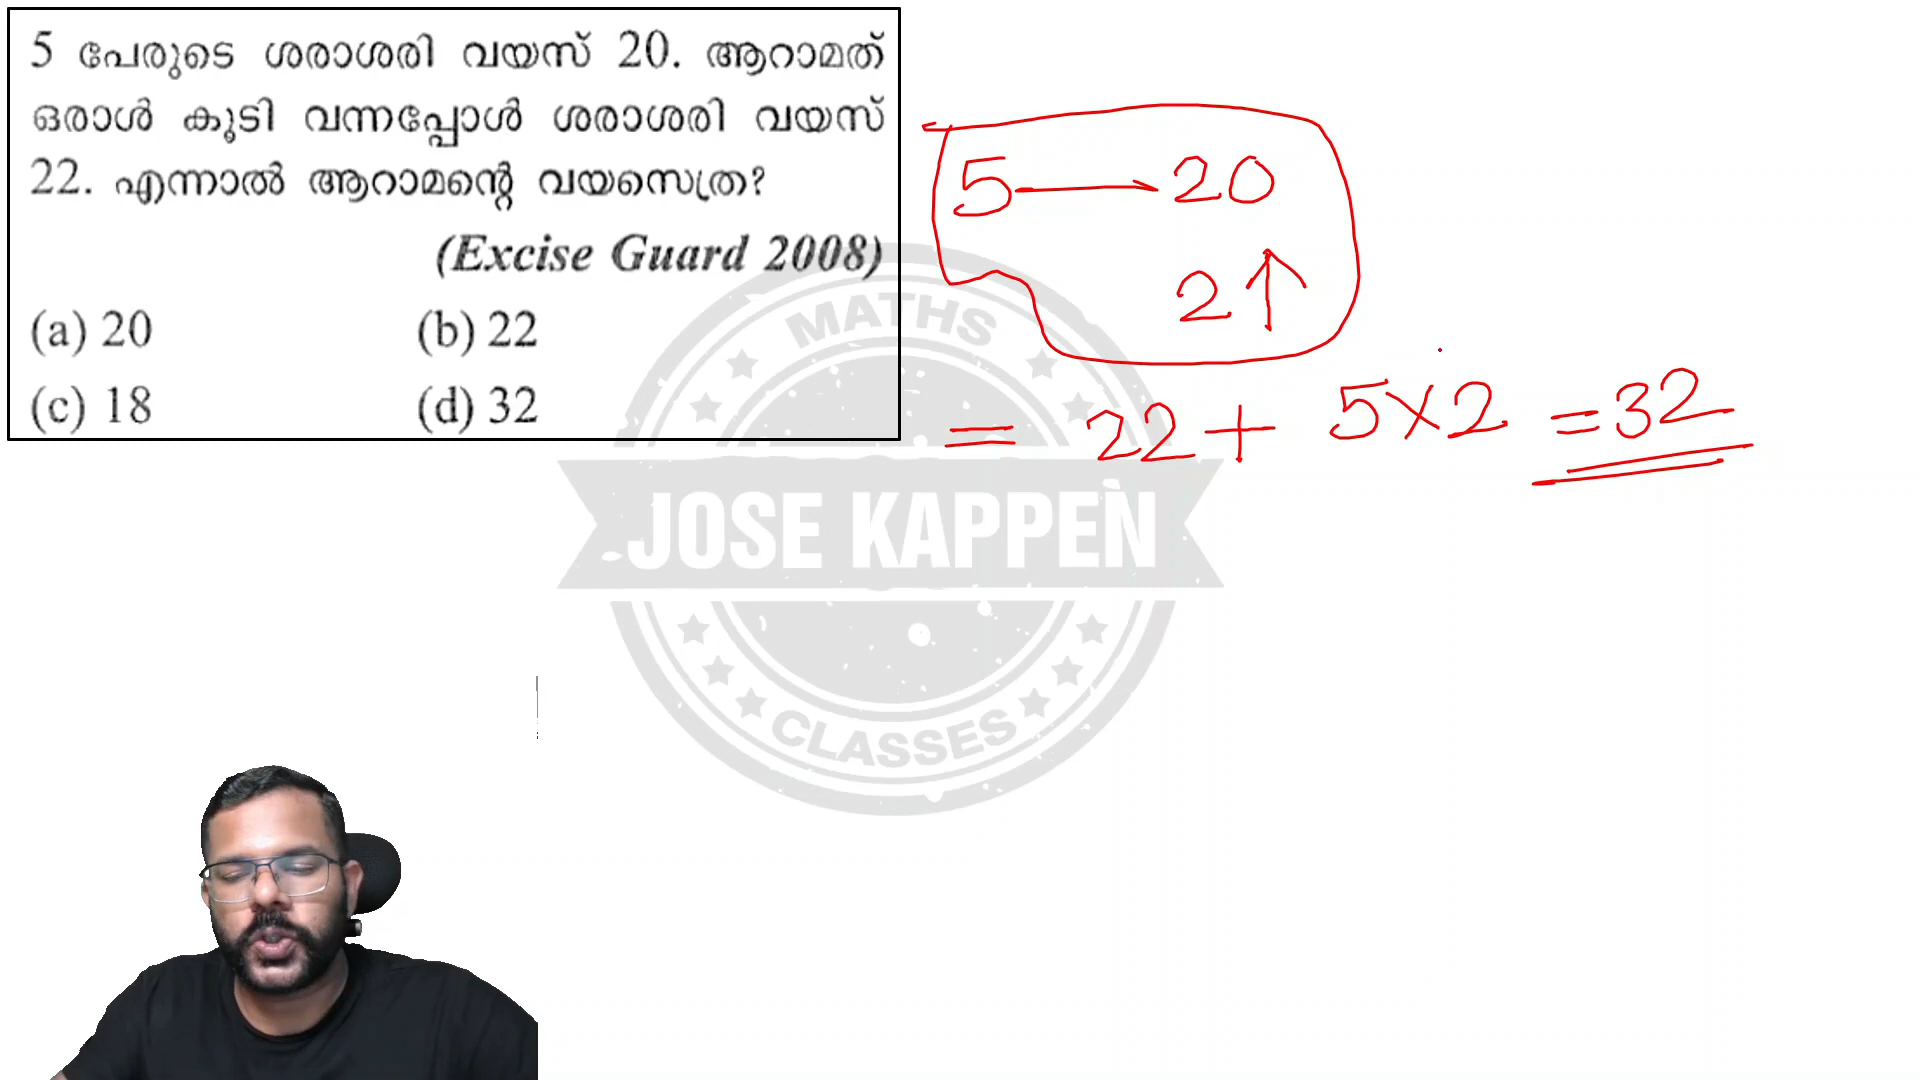 5 പേരുടെ ശരാശരി വയസ് 20. ആറാമത്
ഒരാൾ കൂടി വന്നപ്പോൾ ശരാശരി വയസ്
22. എന്നാൽ ആറാമന്റെ വയസെത്ര?
(Excise Guard 2008)
(a) 20 (b) 22
(c) 18 (d) 32
5 → 20
2↑
= 22 + 5×2 = 32
MATHS
JOSE KAPPEN
CLASSES